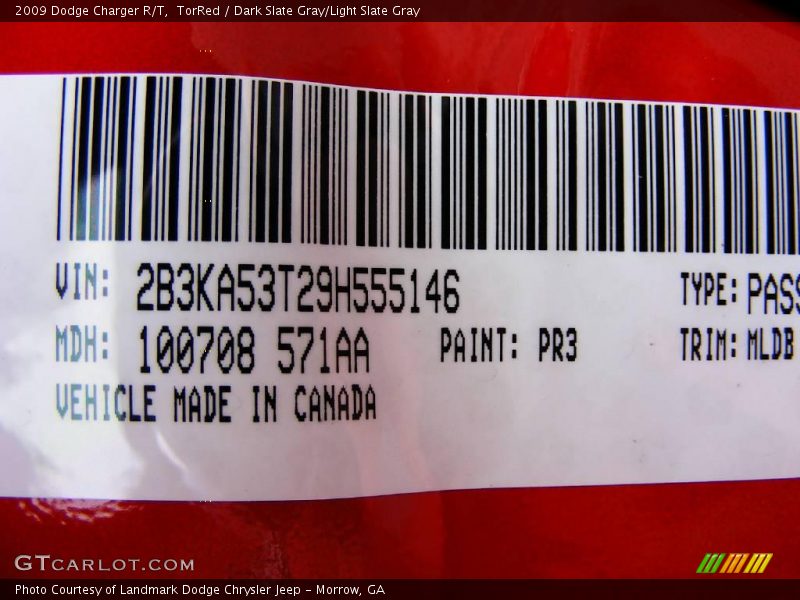 2009 Dodge Charger R/T, TorRed / Dark Slate Gray/Light Slate Gray
VIN: 2B3KA53T29H555146 TYPE: PASS
MDH: 100708 571AA PAINT: PR3 TRIM: MLDB
VEHICLE MADE IN CANADA
GTCARLOT.COM
Photo Courtesy of Landmark Dodge Chrysler Jeep - Morrow, GA